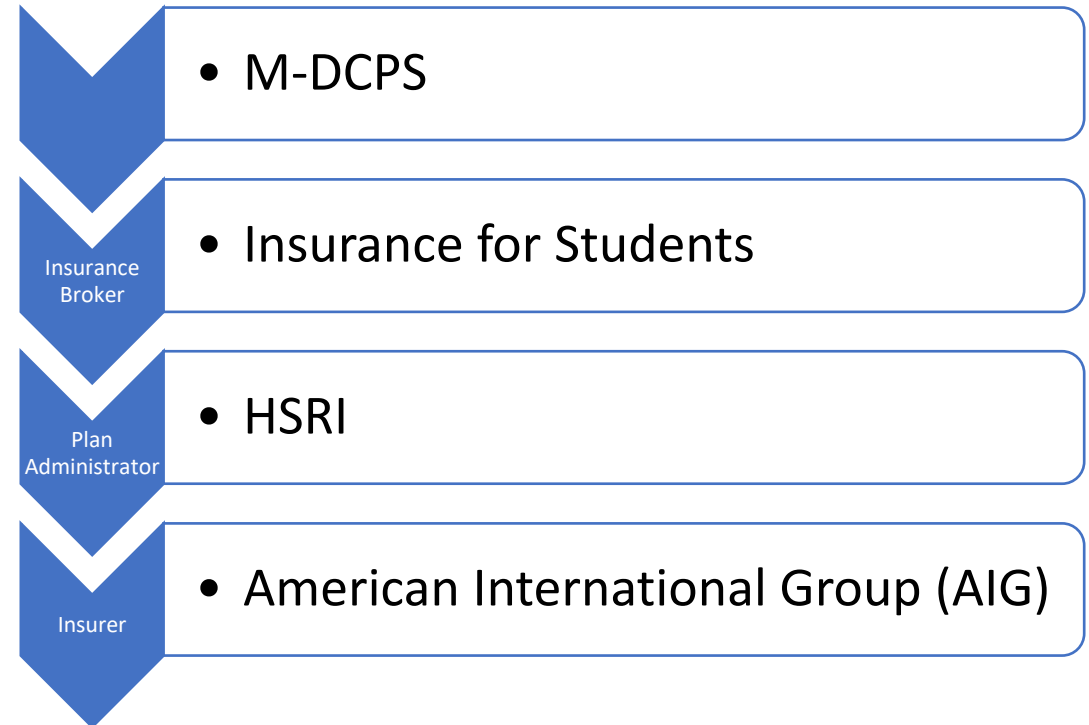 • M-DCPS
Insurance
Broker
• Insurance for Students
Plan
Administrator
• HSRI
Insurer
• American International Group (AIG)